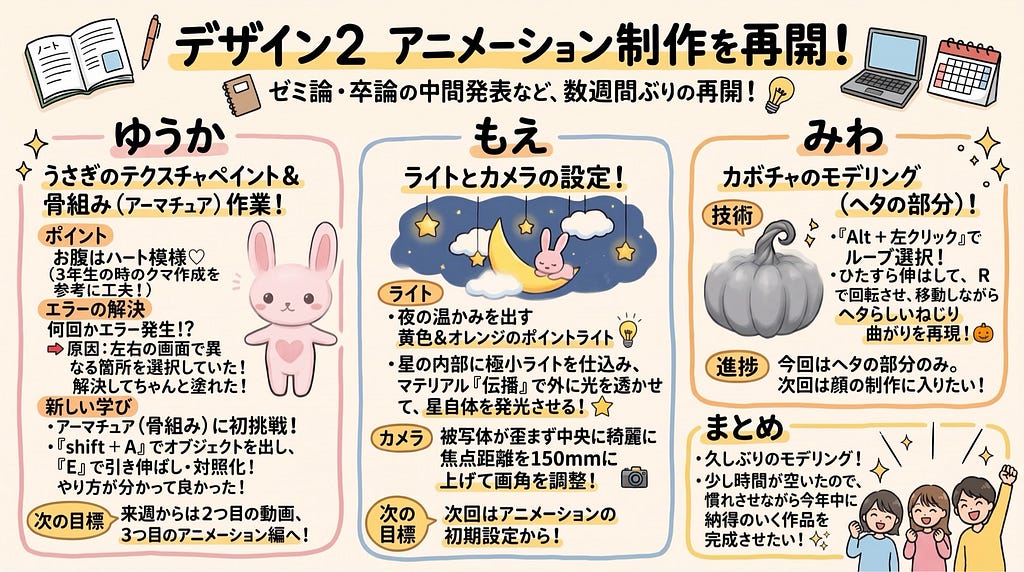 ノート
デザイン2 アニメーション制作を再開！
ゼミ論・卒論の中間発表など、数週間ぶりの再開！
ゆうか
うさぎのテクスチャペイント＆
骨組み（アーマチュア）作業！
ポイント
お腹はハート模様♡
（3年生の時のクマ作成を
参考に工夫！）
エラーの解決
何回かエラー発生!?
➡原因：左右の画面で異
なる箇所を選択していた！
解決してちゃんと塗れた！
新しい学び
・アーマチュア（骨組み）に初挑戦！
・『shift + A』でオブジェクトを出し、
『E』で引き伸ばし・対照化！
やり方が分かって良かった！
次の目標
来週からは2つ目の動画、
3つ目のアニメーション編へ！
もえ
ライトとカメラの設定！
ライト
・夜の温かみを出す
黄色＆オレンジのポイントライト
・星の内部に極小ライトを仕込み、
マテリアル『伝播』で外に光を透かせ
て、星自体を発光させる！
カメラ
被写体が歪まず中央に綺麗に
焦点距離を150mmに
上げて画角を調整！
次の
目標
次回はアニメーションの
初期設定から！
みわ
カボチャのモデリング
（ヘタの部分）！
技術
・『Alt + 左クリック』で
ループ選択！
・ひたすら伸ばして、R
で回転させ、移動しながら
ヘタらしいねじり
曲がりを再現！
進捗
今回はヘタの部分のみ。
次回は顔の制作に入りたい！
まとめ
・久しぶりのモデリング！
・少し時間が空いたので、
慣れさせながら今年中に
納得のいく作品を
完成させたい！